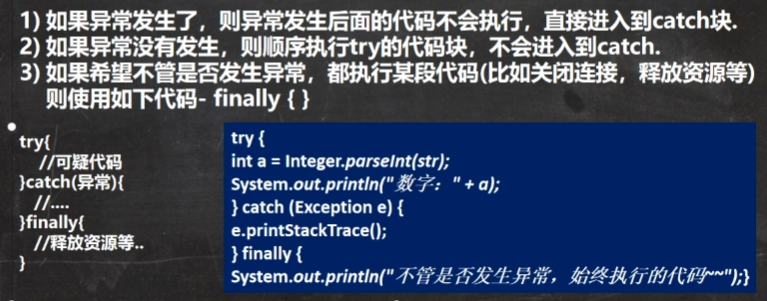 1) 如果异常发生了，则异常发生后面的代码不会执行，直接进入到catch块.
2) 如果异常没有发生，则顺序执行try的代码块，不会进入到catch.
3) 如果希望不管是否发生异常，都执行某段代码(比如关闭连接，释放资源等)
则使用如下代码- finally { }
try{
//可疑代码
}catch(异常){
//....
}finally{
//释放资源等..
}
try {
int a = Integer.parseInt(str);
System.out.println("数字：" + a);
} catch (Exception e) {
e.printStackTrace();
} finally {
System.out.println("不管是否发生异常，始终执行的代码~~");}